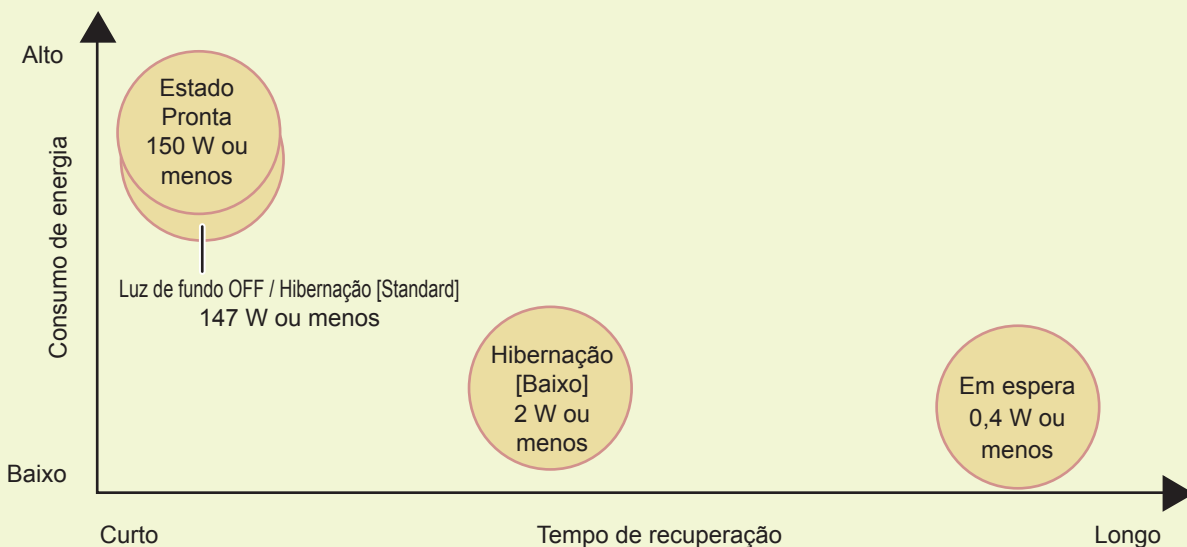 Alto
Estado
Pronta
150 W ou
menos
Consumo de energia
Luz de fundo OFF / Hibernação [Standard]
147 W ou menos
Hibernação
[Baixo]
2 W ou
menos
Em espera
0,4 W ou
menos
Baixo
Curto
Tempo de recuperação
Longo